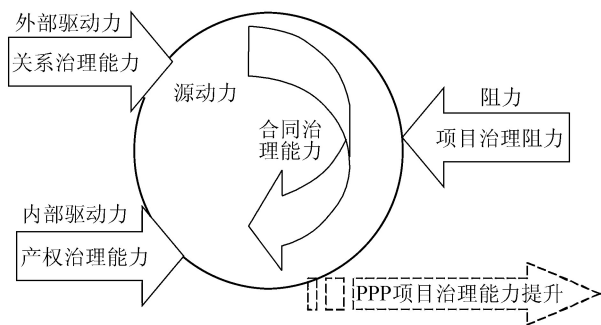 外部驱动力
关系治理能力
源动力
合同治
理能力
阻力
项目治理阻力
内部驱动力
产权治理能力
PPP项目治理能力提升